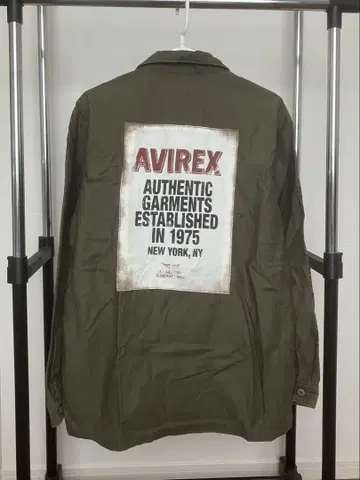 AVIREX
AUTHENTIC
GARMENTS
ESTABLISHED
IN 1975
NEW YORK, NY